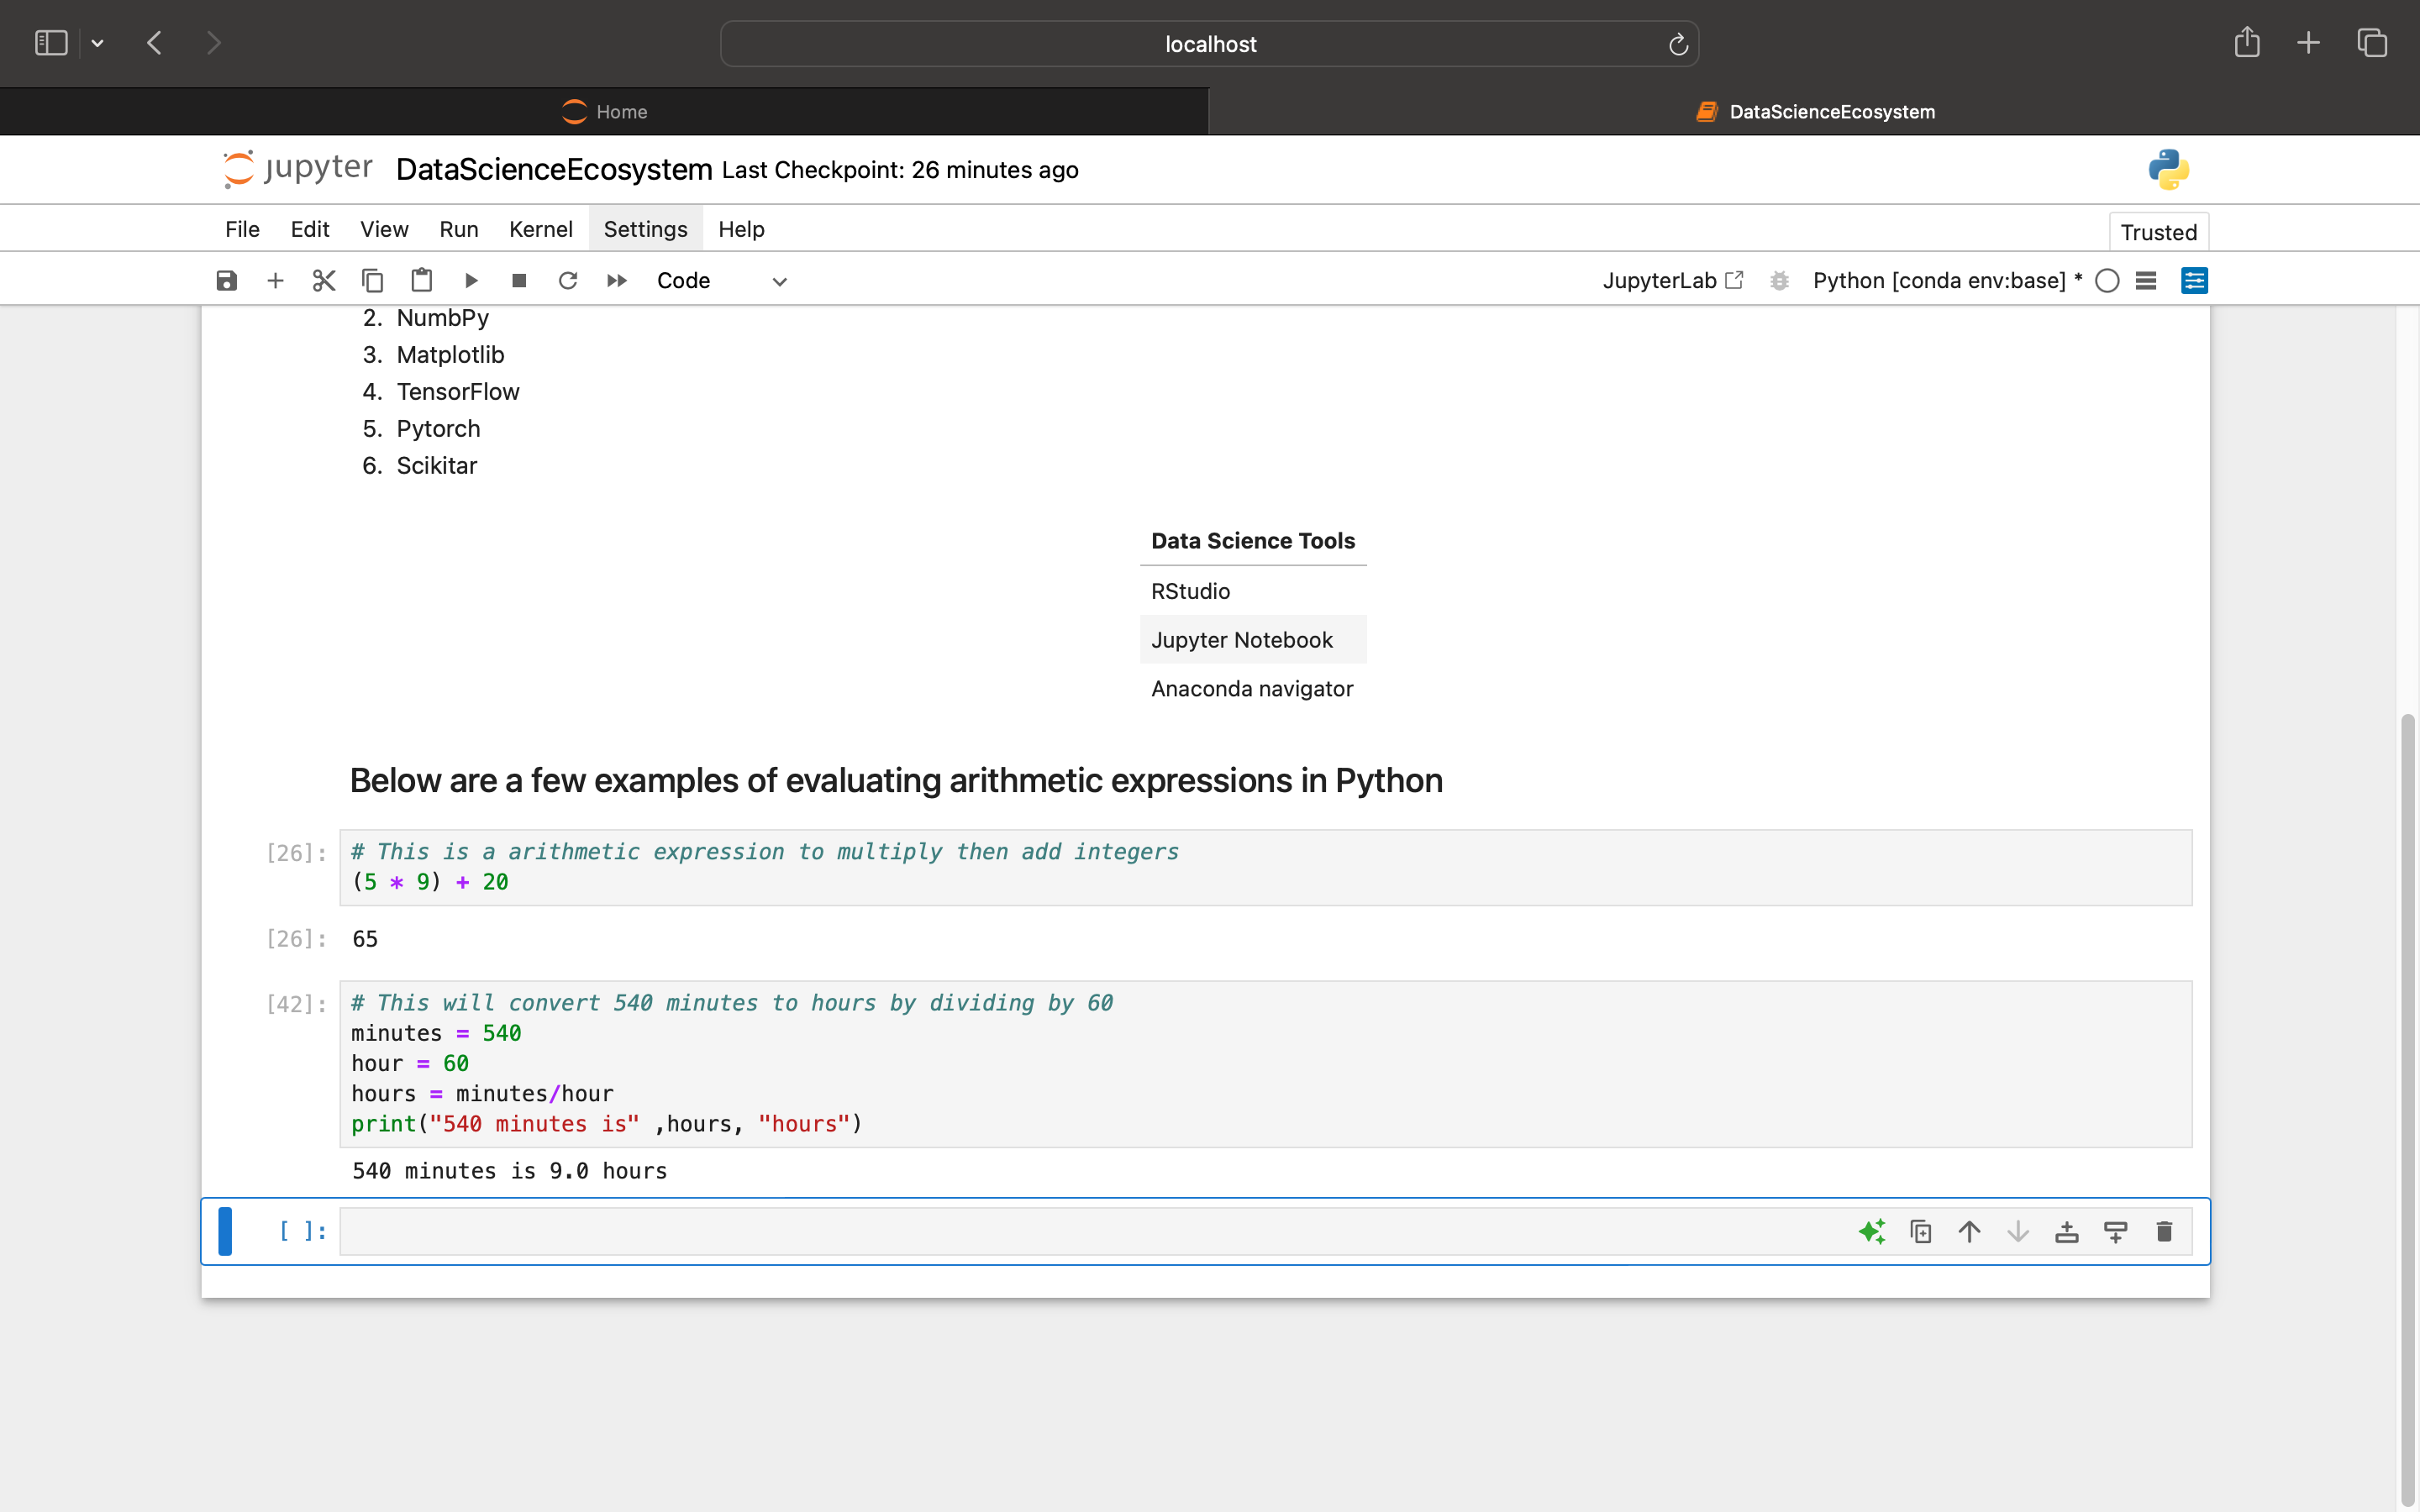 localhost
Home
DataScienceEcosystem
jupyter DataScienceEcosystem Last Checkpoint: 26 minutes ago
File Edit View Run Kernel Settings Help
Trusted
Code
JupyterLab Python [conda env:base] *
2. NumbPy
3. Matplotlib
4. TensorFlow
5. Pytorch
6. Scikitar
Data Science Tools
RStudio
Jupyter Notebook
Anaconda navigator
Below are a few examples of evaluating arithmetic expressions in Python
[26]: # This is a arithmetic expression to multiply then add integers
(5 * 9) + 20
[26]: 65
[42]: # This will convert 540 minutes to hours by dividing by 60
minutes = 540
hour = 60
hours = minutes/hour
print("540 minutes is" ,hours, "hours")
540 minutes is 9.0 hours
[ ]: